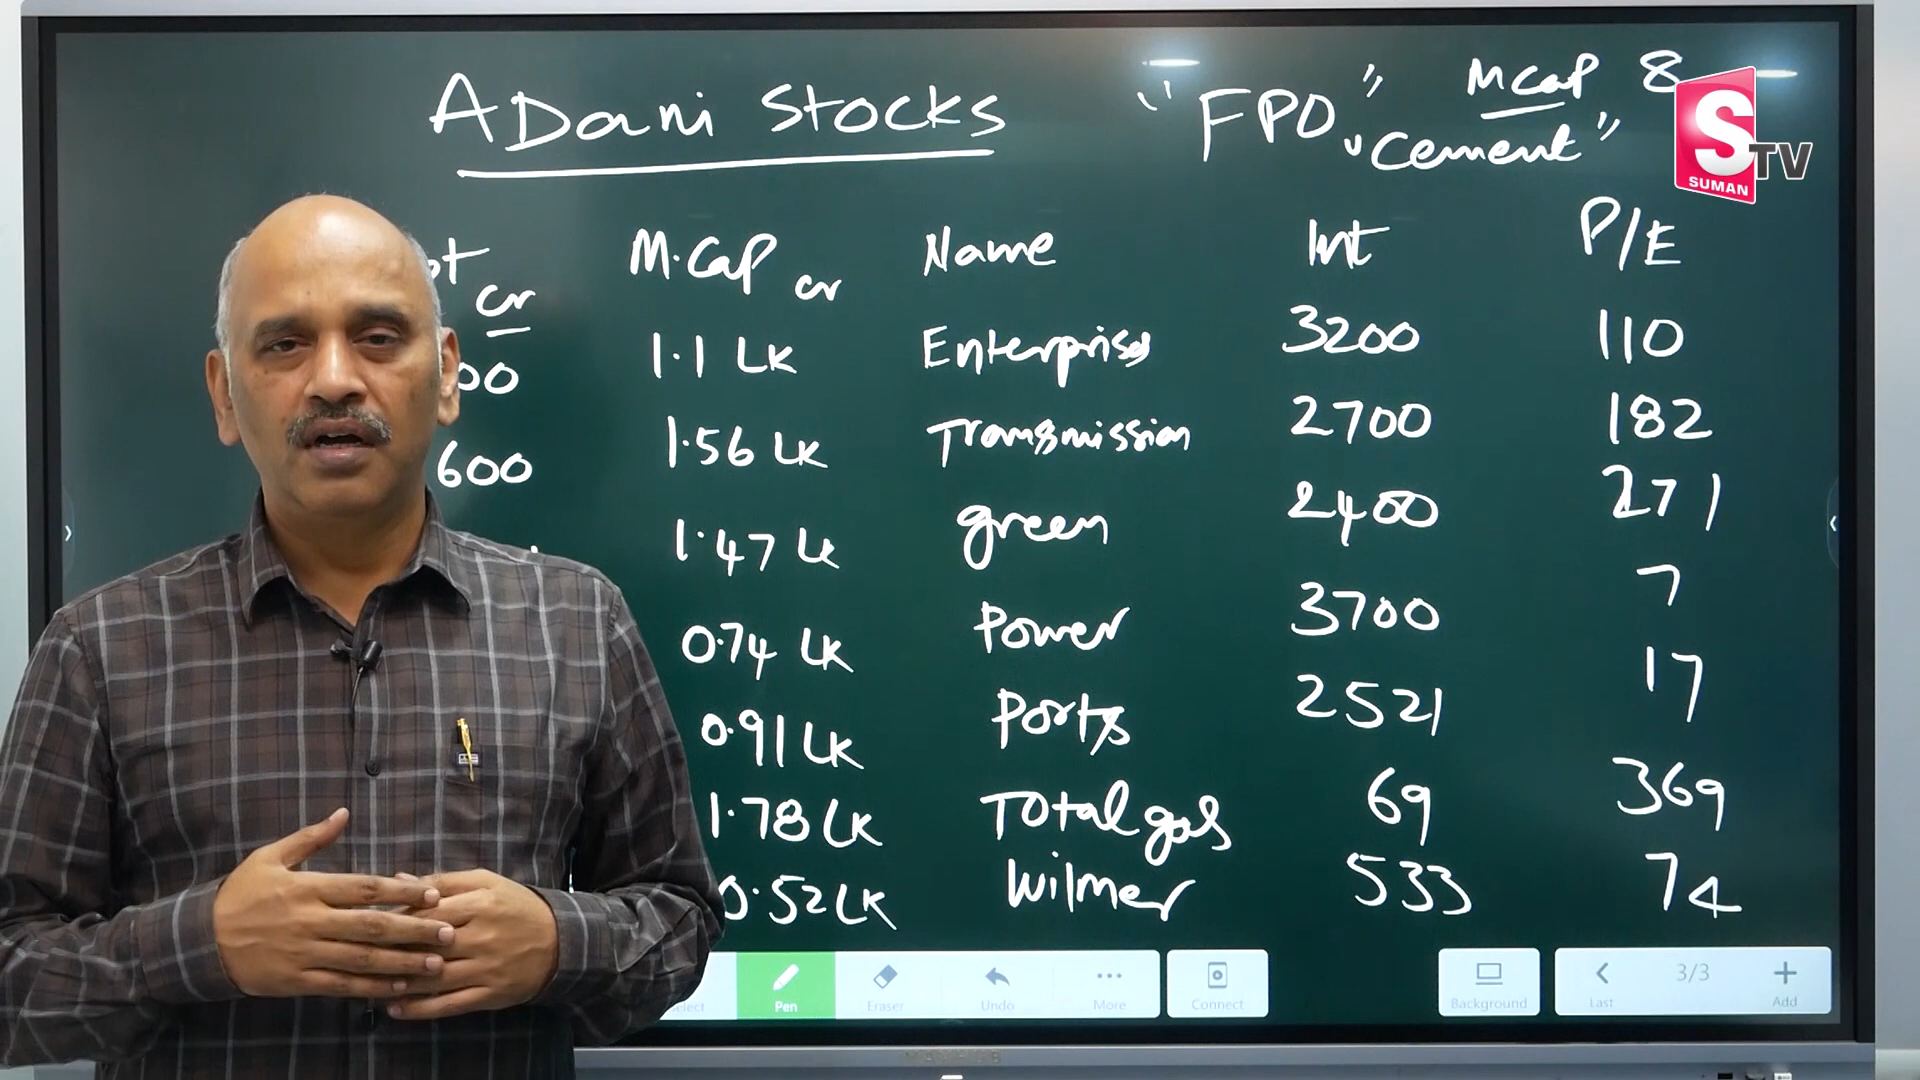 ADani Stocks "FPO" MCap 8
"Cement"
S TV
SUMAN
cr M.Cap cr Name Int P/E
00 1.1 LK Enterprises 3200 110
600 1.56 LK Transmission 2700 182
1.47 LK green 2400 271
0.74 LK Power 3700 7
0.91 LK Ports 2521 17
1.78 LK Total gas 69 369
0.52 LK Wilmer 533 74
Pen Eraser Undo More Connect Background Last 3/3 Add